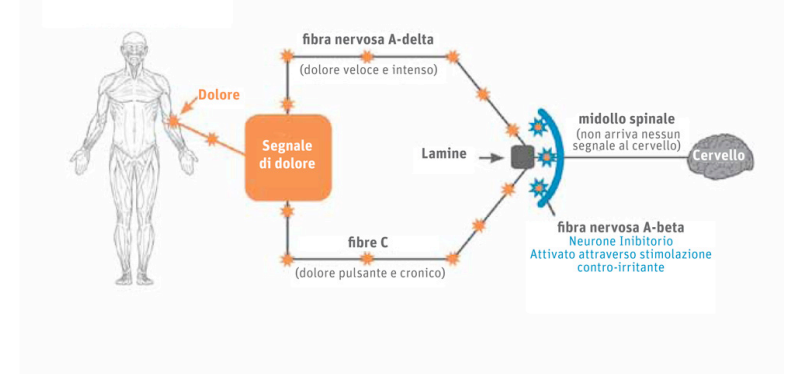 fibra nervosa A-delta
(dolore veloce e intenso)
Dolore
Segnale
di dolore
Lamine
midollo spinale
(non arriva nessun
segnale al cervello)
Cervello
fibra nervosa A-beta
Neurone Inibitorio
Attivato attraverso stimolazione
contro-irritante
fibre C
(dolore pulsante e cronico)